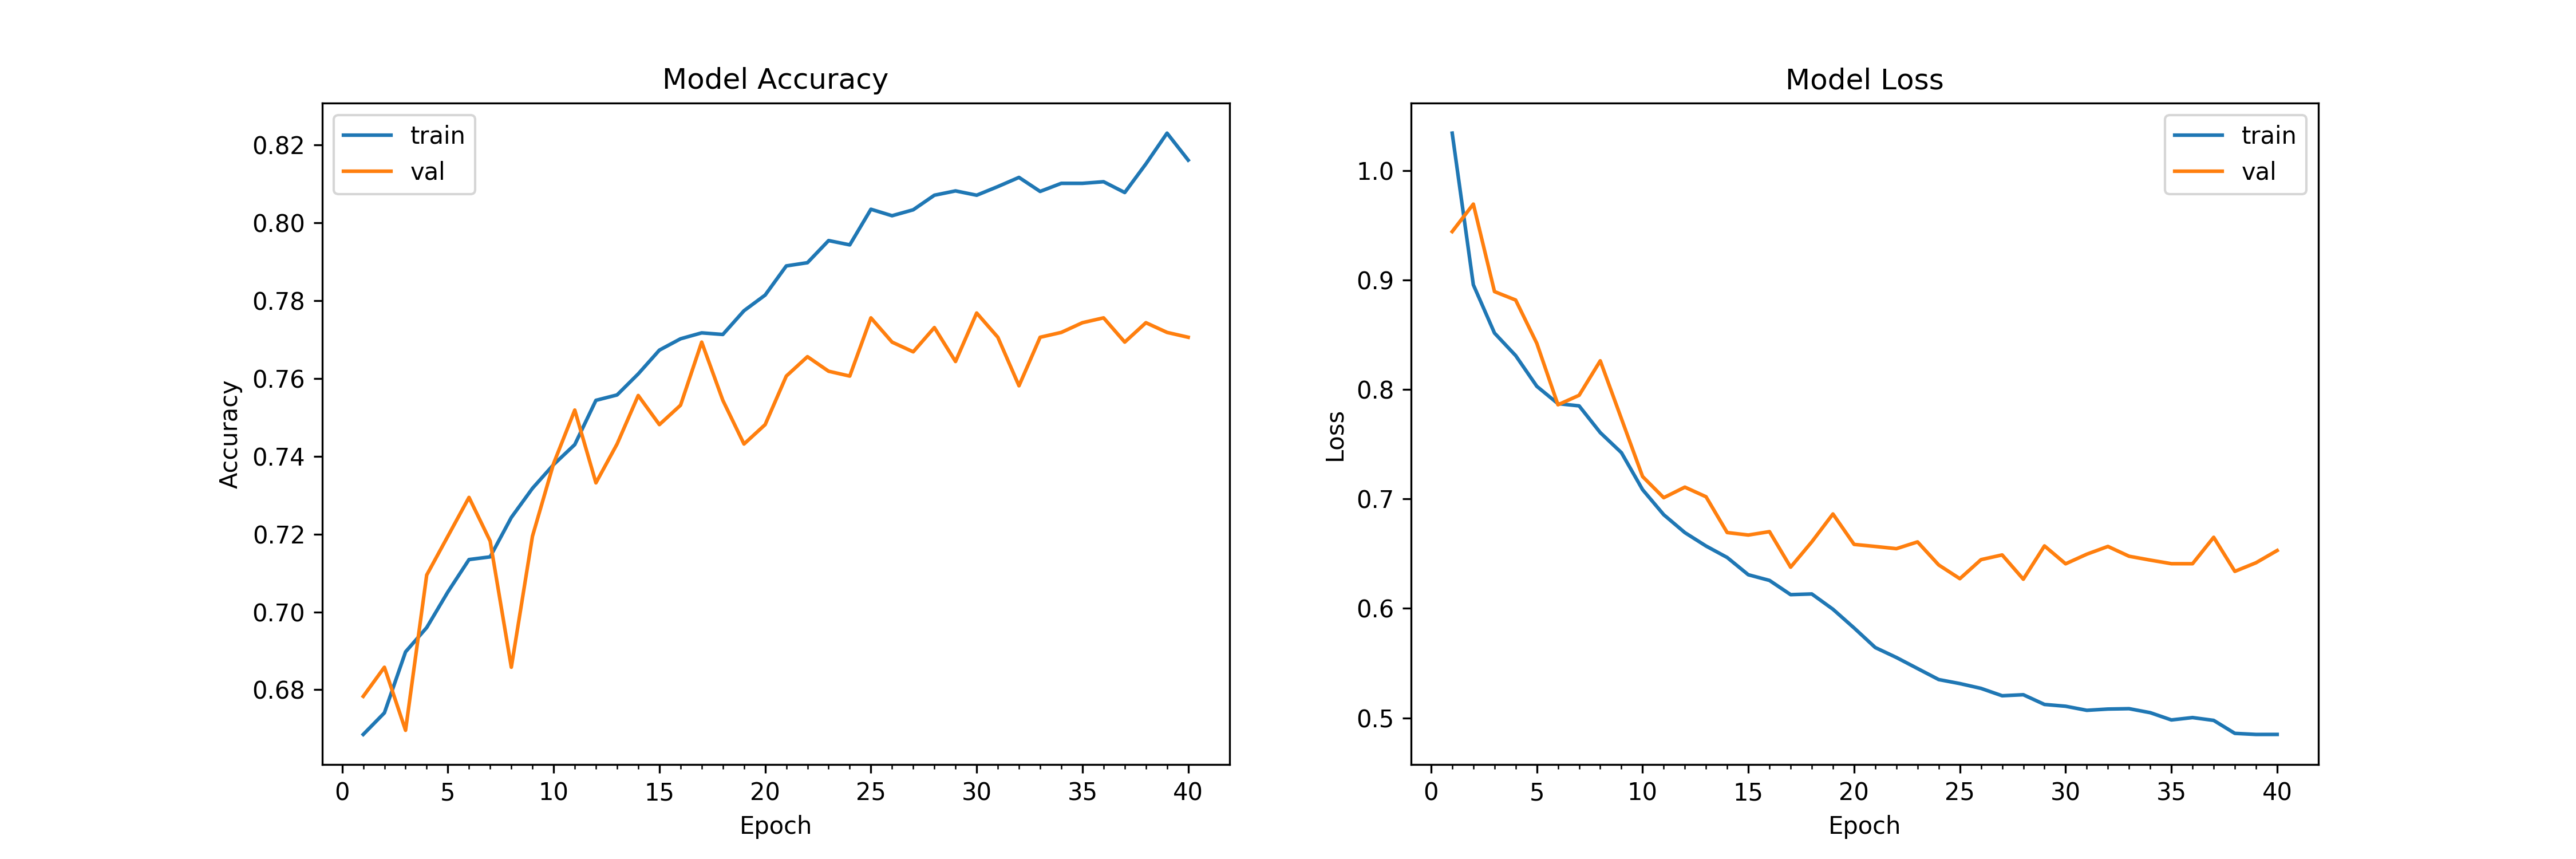 Model Accuracy
train
val
0.82
0.80
0.78
0.76
0.74
0.72
0.70
0.68
Accuracy
0 5 10 15 20 25 30 35 40
Epoch
Model Loss
train
val
1.0
0.9
0.8
0.7
0.6
0.5
Loss
0 5 10 15 20 25 30 35 40
Epoch